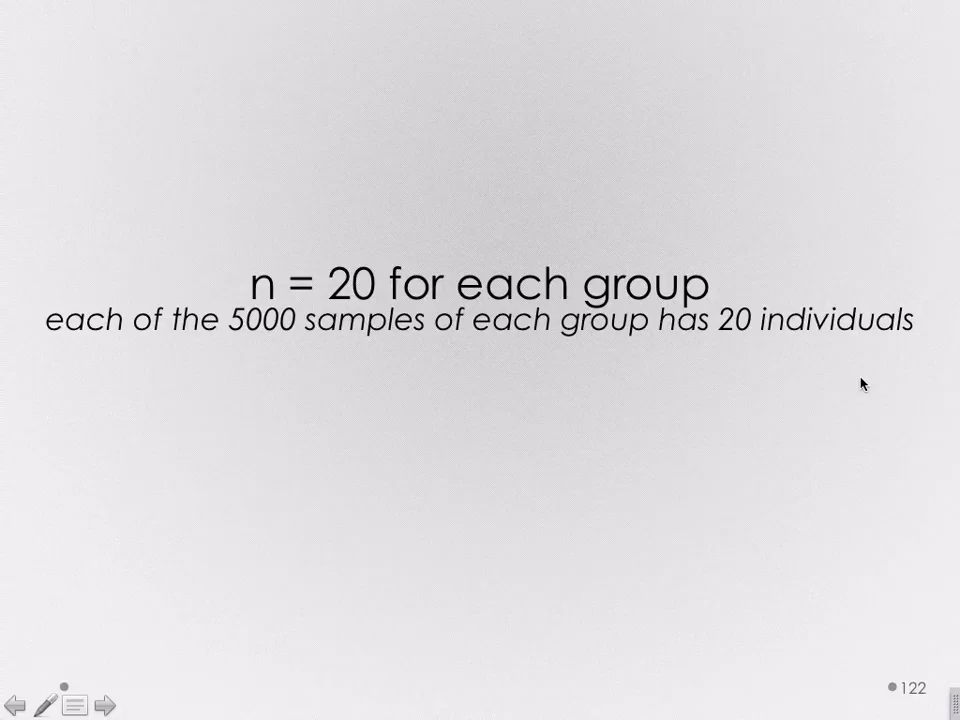 n = 20 for each group
each of the 5000 samples of each group has 20 individuals
122